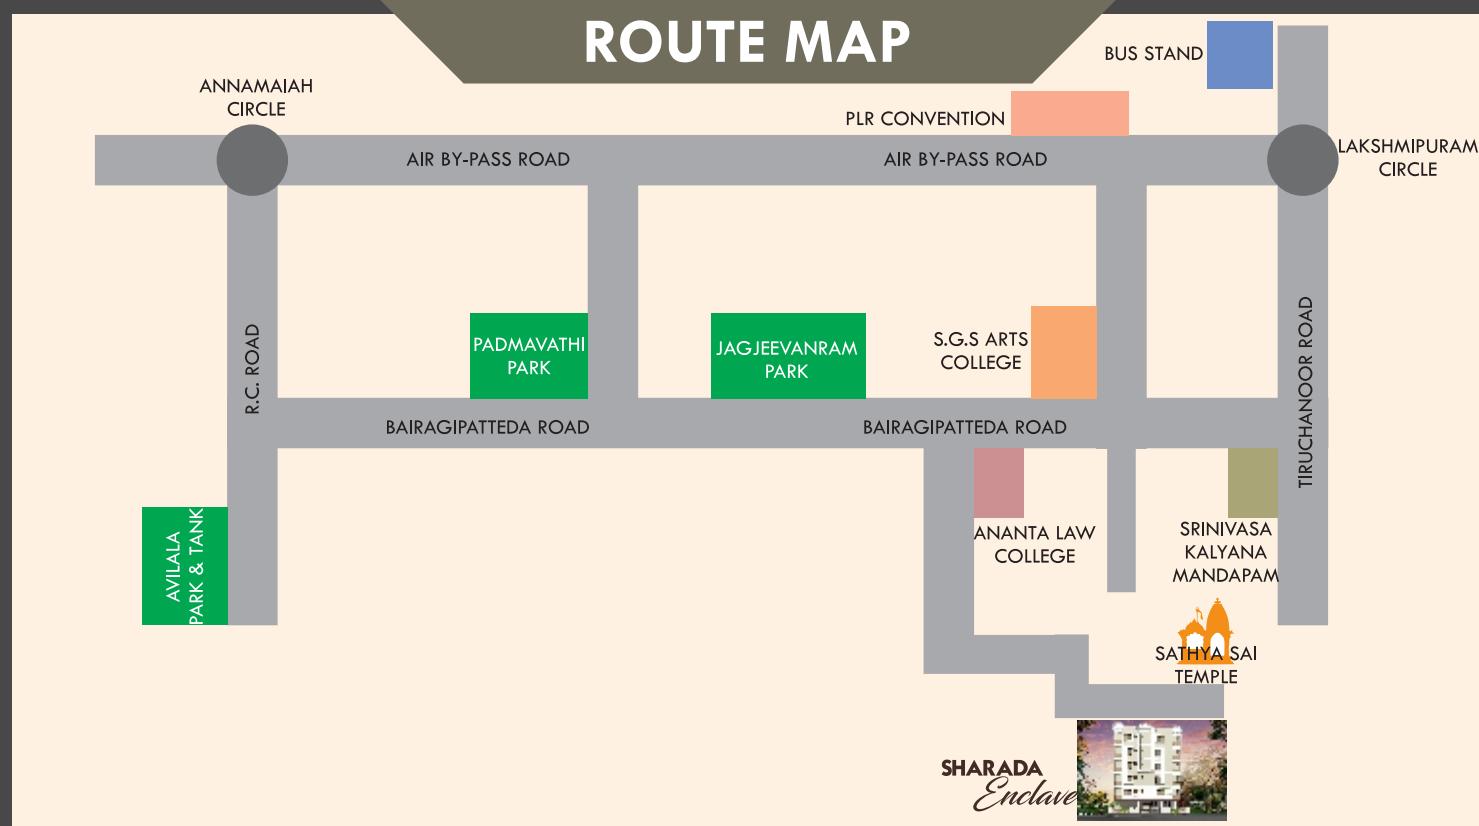 ROUTE MAP
BUS STAND
ANNAMAIAH
CIRCLE
PLR CONVENTION
AIR BY-PASS ROAD
AIR BY-PASS ROAD
LAKSHMIPURAM
CIRCLE
R.C. ROAD
PADMAVATHI
PARK
JAGJEEVANRAM
PARK
S.G.S ARTS
COLLEGE
TIRUCHANOOR ROAD
BAIRAGIPATTEDA ROAD
BAIRAGIPATTEDA ROAD
AVILALA
PARK & TANK
ANANTA LAW
COLLEGE
SRINIVASA
KALYANA
MANDAPAM
SATHYA SAI
TEMPLE
SHARADA
Enclave